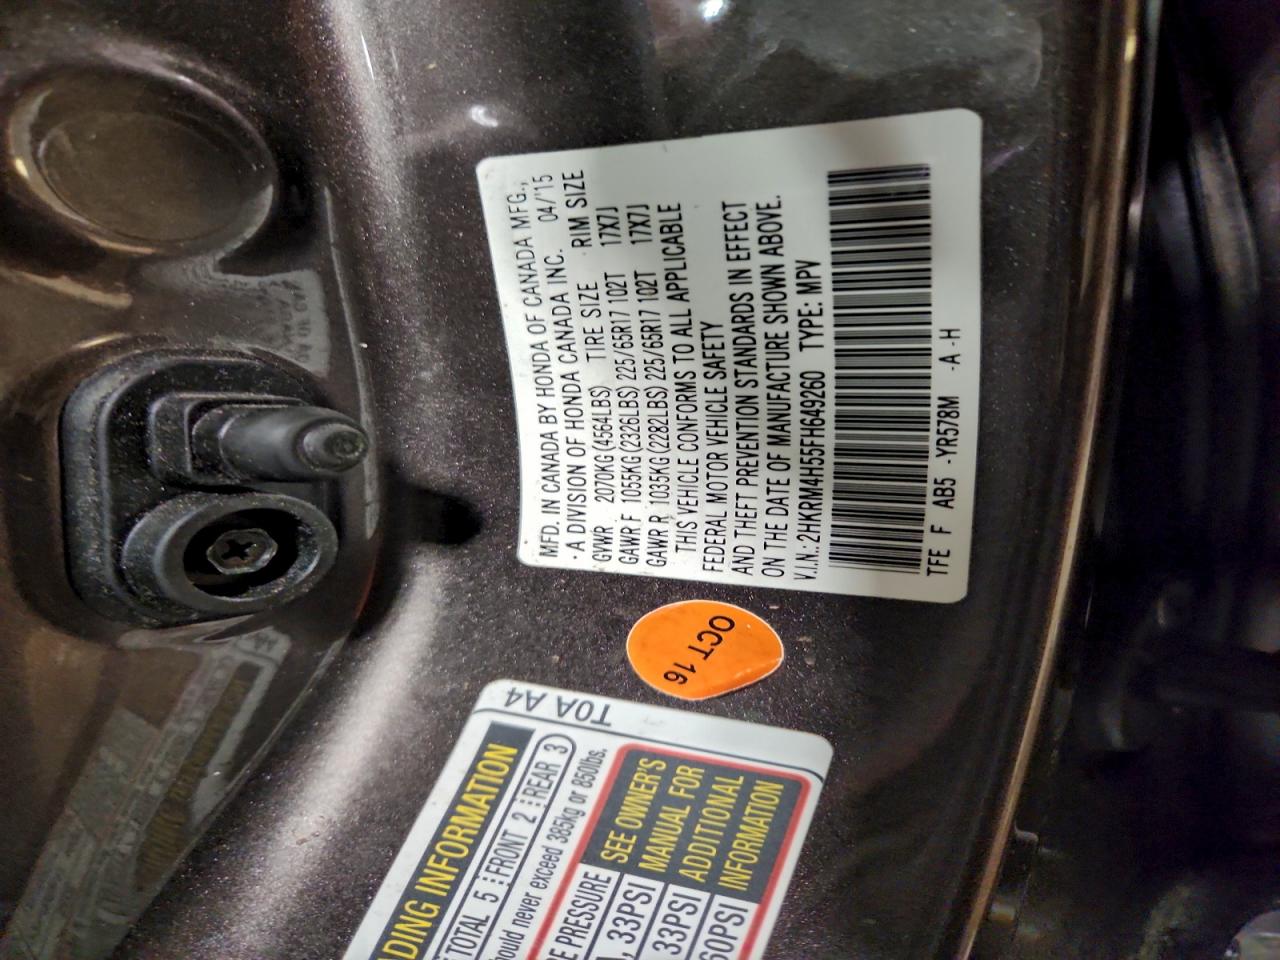 MFD. IN CANADA BY HONDA OF CANADA MFG.,
·A DIVISION OF HONDA CANADA INC. 04/'15
GVWR 2070KG(4564LBS) TIRE SIZE RIM SIZE
GAWR F 1055KG(2326LBS) 225/65R17 102T 17X7J
GAWR R 1035KG(2282LBS) 225/65R17 102T 17X7J
THIS VEHICLE CONFORMS TO ALL APPLICABLE
FEDERAL MOTOR VEHICLE SAFETY
AND THEFT PREVENTION STANDARDS IN EFFECT
ON THE DATE OF MANUFACTURE SHOWN ABOVE.
V.I.N.: 2HKRM4H55FH649260 TYPE: MPV
TFE F AB5 -YR578M -A -H
OCT 16
T0A A4
INFORMATION
TOTAL 5 FRONT 2 REAR 3
never exceed 385kg or 850lbs.
PRESSURE
33PSI
33PSI
60PSI
SEE OWNER'S
MANUAL FOR
ADDITIONAL
INFORMATION